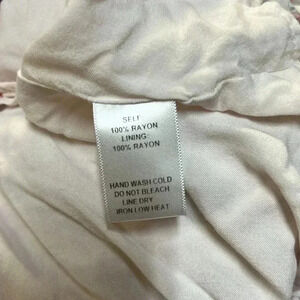 SELF
100% RAYON
LINING:
100% RAYON
HAND WASH COLD
DO NOT BLEACH
LINE DRY
IRON LOW HEAT